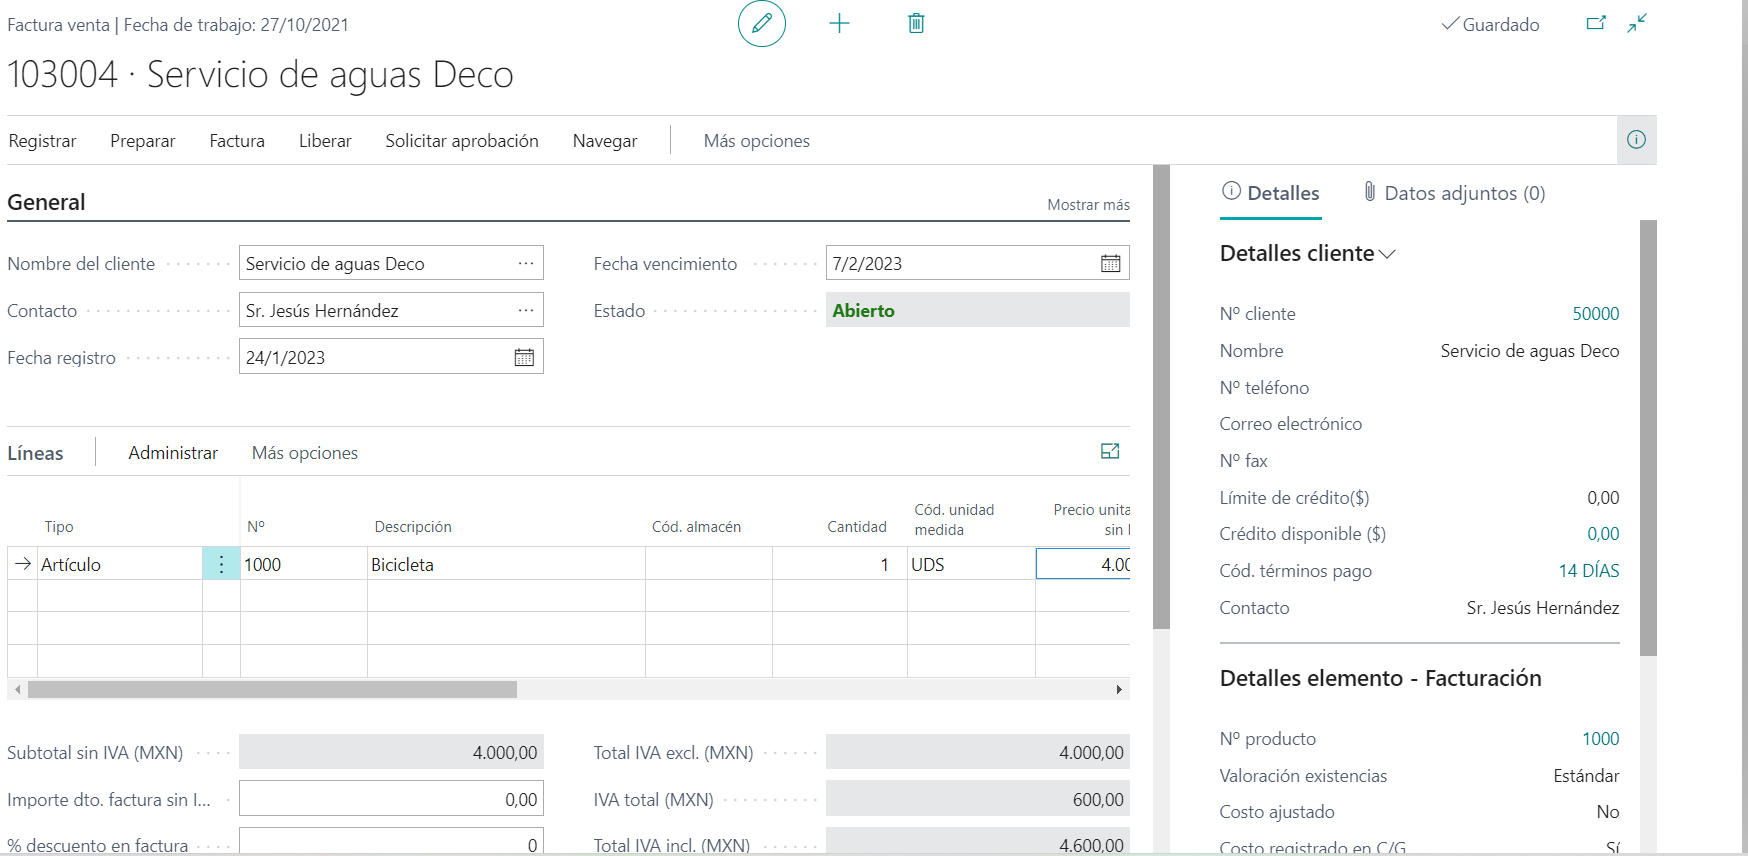 Factura venta | Fecha de trabajo: 27/10/2021
Guardado
103004 · Servicio de aguas Deco
Registrar Preparar Factura Liberar Solicitar aprobación Navegar Más opciones
General
Mostrar más
Nombre del cliente Servicio de aguas Deco
Fecha vencimiento 7/2/2023
Contacto Sr. Jesús Hernández
Estado Abierto
Fecha registro 24/1/2023
Líneas Administrar Más opciones
Tipo Nº Descripción Cód. almacén Cantidad Cód. unidad medida Precio unita sin
Artículo 1000 Bicicleta 1 UDS 4.00
Subtotal sin IVA (MXN) 4.000,00
Total IVA excl. (MXN) 4.000,00
Importe dto. factura sin I... 0,00
IVA total (MXN) 600,00
% descuento en factura 0
Total IVA incl. (MXN) 4.600,00
Detalles Datos adjuntos (0)
Detalles cliente
Nº cliente 50000
Nombre Servicio de aguas Deco
Nº teléfono
Correo electrónico
Nº fax
Límite de crédito($) 0,00
Crédito disponible ($) 0,00
Cód. términos pago 14 DÍAS
Contacto Sr. Jesús Hernández
Detalles elemento - Facturación
Nº producto 1000
Valoración existencias Estándar
Costo ajustado No
Costo registrado en C/G Sí